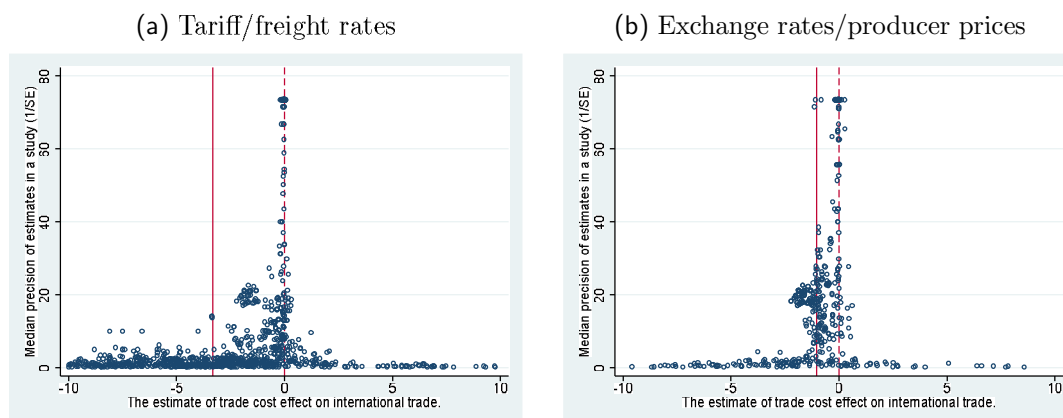 (a) Tariff/freight rates
Median precision of estimates in a study (1/SE)
80
60
40
20
0
-10 -5 0 5 10
The estimate of trade cost effect on international trade.
(b) Exchange rates/producer prices
Median precision of estimates in a study (1/SE)
80
60
40
20
0
-10 -5 0 5 10
The estimate of trade cost effect on international trade.